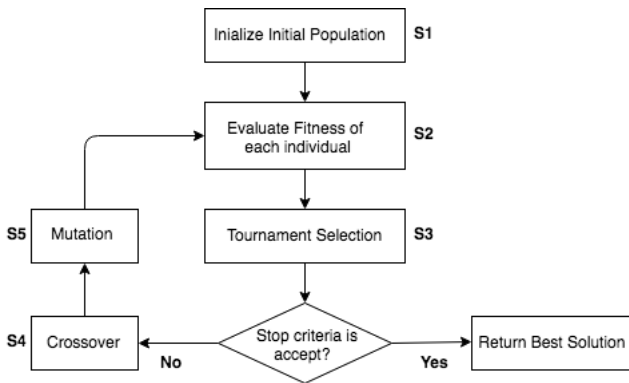 Inialize Initial Population
S1
Evaluate Fitness of
each individual
S2
Tournament Selection
S3
S5
Mutation
Stop criteria is
accept?
S4
Crossover
No
Yes
Return Best Solution